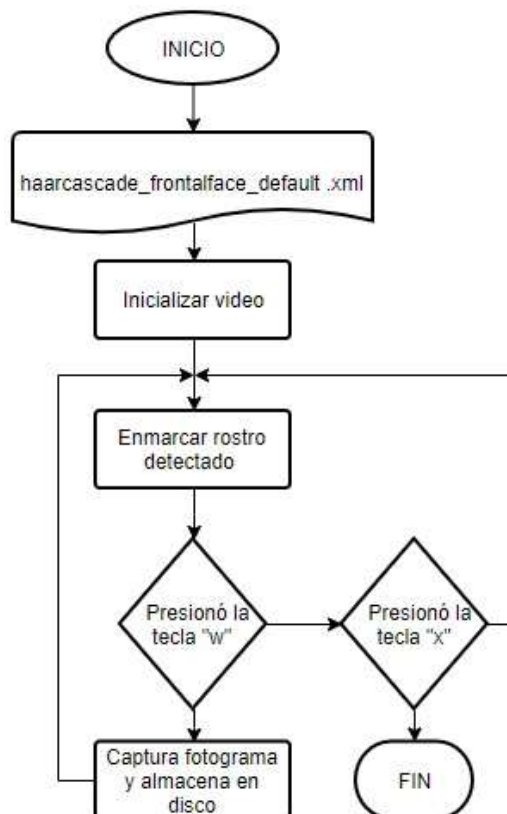 INICIO
haarcascade_frontalface_default .xml
Inicializar video
Enmarcar rostro
detectado
Presionó la
tecla "w"
Presionó la
tecla "x"
Captura fotograma
y almacena en
disco
FIN